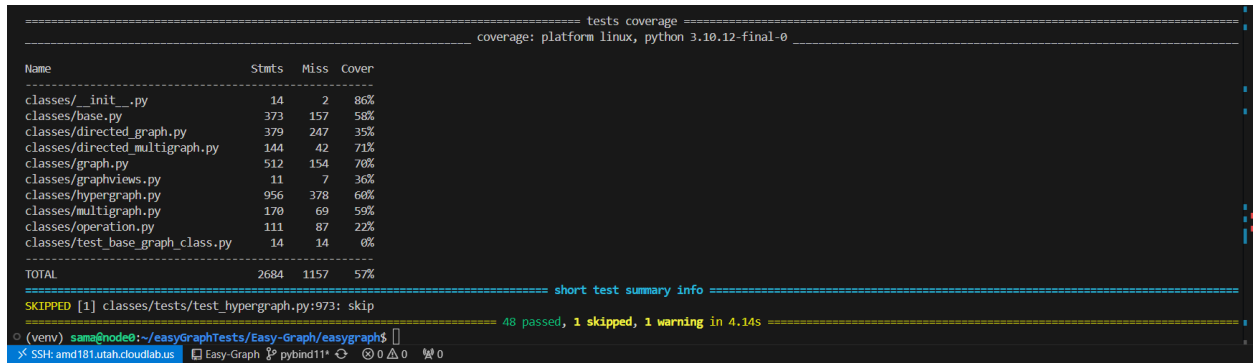 tests coverage
coverage: platform linux, python 3.10.12-final-0
Name Stmts Miss Cover
classes/__init__.py 14 2 86%
classes/base.py 373 157 58%
classes/directed_graph.py 379 247 35%
classes/directed_multigraph.py 144 42 71%
classes/graph.py 512 154 70%
classes/graphviews.py 11 7 36%
classes/hypergraph.py 956 378 60%
classes/multigraph.py 170 69 59%
classes/operation.py 111 87 22%
classes/test_base_graph_class.py 14 14 0%
TOTAL 2684 1157 57%
short test summary info
SKIPPED [1] classes/tests/test_hypergraph.py:973: skip
48 passed, 1 skipped, 1 warning in 4.14s
(venv) sama@node0:~/easyGraphTests/Easy-Graph/easygraph$
SSH: amd181.utah.cloudlab.us Easy-Graph pybind11* 0 0 0